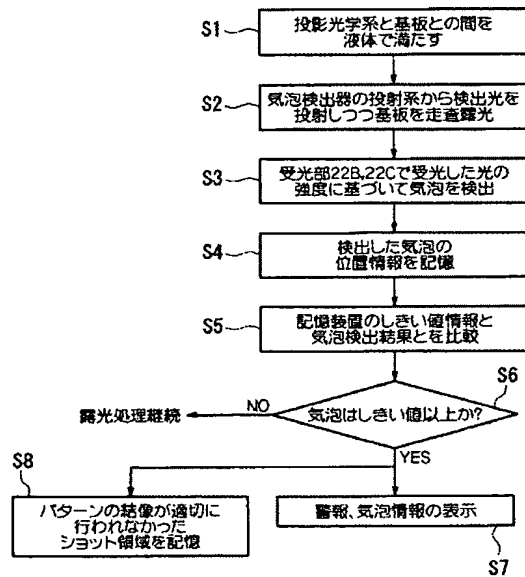 S1
投影光学系と基板との間を
液体で満たす
S2
気泡検出器の投射系から検出光を
投射しつつ基板を走査露光
S3
受光部22B、22Cで受光した光の
強度に基づいて気泡を検出
S4
検出した気泡の
位置情報を記憶
S5
記憶装置のしきい値情報と
気泡検出結果とを比較
S6
気泡はしきい値以上か?
NO
露光処理継続
YES
S8
パターンの結像が適切に
行われなかった
ショット領域を記憶
警報、気泡情報の表示
S7